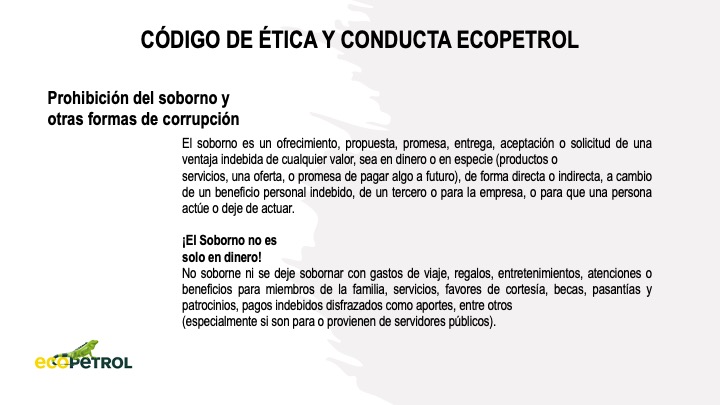 CÓDIGO DE ÉTICA Y CONDUCTA ECOPETROL
Prohibición del soborno y
otras formas de corrupción
El soborno es un ofrecimiento, propuesta, promesa, entrega, aceptación o solicitud de una
ventaja indebida de cualquier valor, sea en dinero o en especie (productos o
servicios, una oferta, o promesa de pagar algo a futuro), de forma directa o indirecta, a cambio
de un beneficio personal indebido, de un tercero o para la empresa, o para que una persona
actúe o deje de actuar.
¡El Soborno no es
solo en dinero!
No soborne ni se deje sobornar con gastos de viaje, regalos, entretenimientos, atenciones o
beneficios para miembros de la familia, servicios, favores de cortesía, becas, pasantías y
patrocinios, pagos indebidos disfrazados como aportes, entre otros
(especialmente si son para o provienen de servidores públicos).
ecopetrol